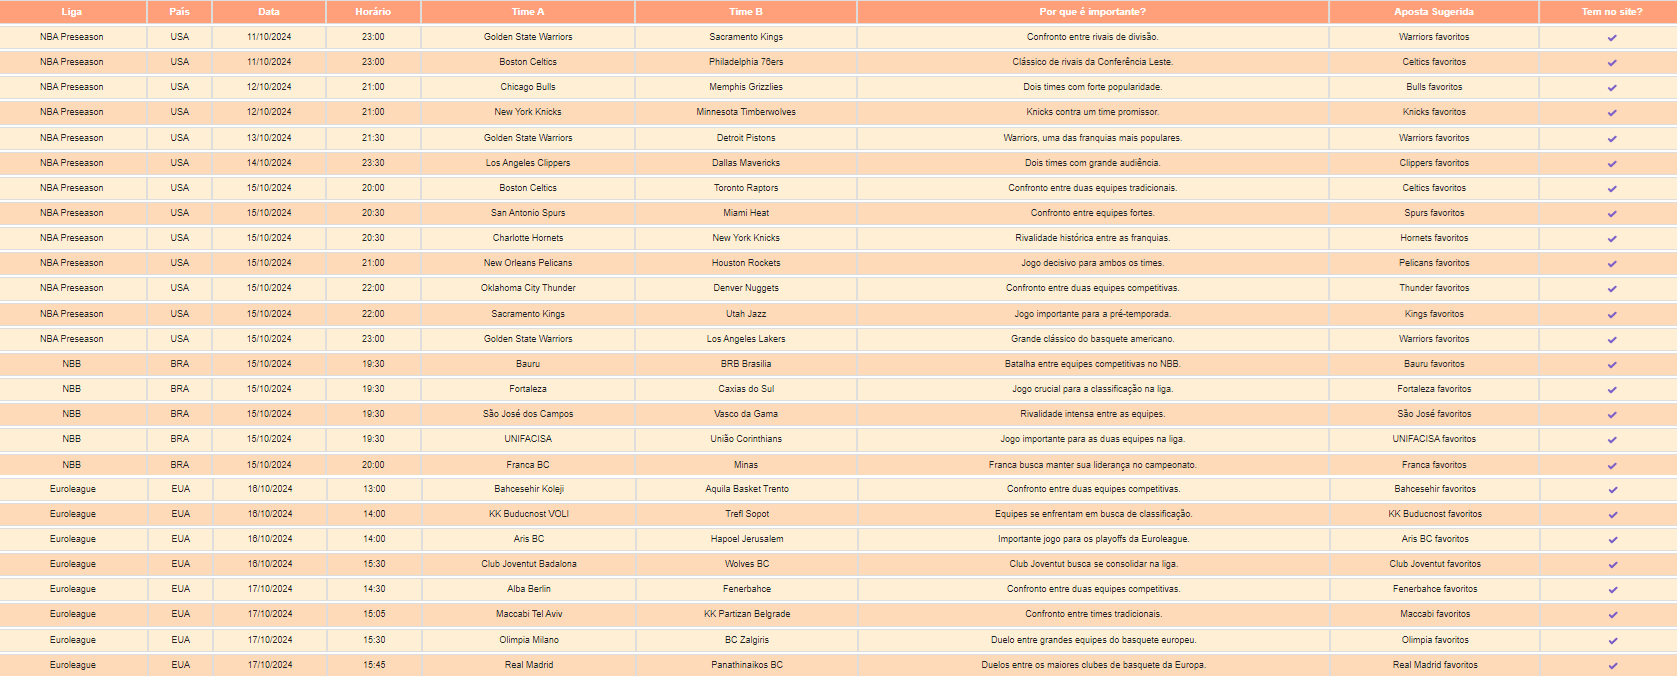 Liga País Data Horário Time A Time B Por que é importante? Aposta Sugerida Tem no site?
NBA Preseason USA 11/10/2024 23:00 Golden State Warriors Sacramento Kings Confronto entre rivais de divisão. Warriors favoritos ✔
NBA Preseason USA 11/10/2024 23:00 Boston Celtics Philadelphia 76ers Clássico de rivais da Conferência Leste. Celtics favoritos ✔
NBA Preseason USA 12/10/2024 21:00 Chicago Bulls Memphis Grizzlies Dois times com forte popularidade. Bulls favoritos ✔
NBA Preseason USA 12/10/2024 21:00 New York Knicks Minnesota Timberwolves Knicks contra um time promissor. Knicks favoritos ✔
NBA Preseason USA 13/10/2024 21:30 Golden State Warriors Detroit Pistons Warriors, uma das franquias mais populares. Warriors favoritos ✔
NBA Preseason USA 14/10/2024 23:30 Los Angeles Clippers Dallas Mavericks Dois times com grande audiência. Clippers favoritos ✔
NBA Preseason USA 15/10/2024 20:00 Boston Celtics Toronto Raptors Confronto entre duas equipes tradicionais. Celtics favoritos ✔
NBA Preseason USA 15/10/2024 20:30 San Antonio Spurs Miami Heat Confronto entre equipes fortes. Spurs favoritos ✔
NBA Preseason USA 15/10/2024 20:30 Charlotte Hornets New York Knicks Rivalidade histórica entre as franquias. Hornets favoritos ✔
NBA Preseason USA 15/10/2024 21:00 New Orleans Pelicans Houston Rockets Jogo decisivo para ambos os times. Pelicans favoritos ✔
NBA Preseason USA 15/10/2024 22:00 Oklahoma City Thunder Denver Nuggets Confronto entre duas equipes competitivas. Thunder favoritos ✔
NBA Preseason USA 15/10/2024 22:00 Sacramento Kings Utah Jazz Jogo importante para a pré-temporada. Kings favoritos ✔
NBA Preseason USA 15/10/2024 23:00 Golden State Warriors Los Angeles Lakers Grande clássico do basquete americano. Warriors favoritos ✔
NBB BRA 15/10/2024 19:30 Bauru BRB Brasilia Batalha entre equipes competitivas no NBB. Bauru favoritos ✔
NBB BRA 15/10/2024 19:30 Fortaleza Caxias do Sul Jogo crucial para a classificação na liga. Fortaleza favoritos ✔
NBB BRA 15/10/2024 19:30 São José dos Campos Vasco da Gama Rivalidade intensa entre as equipes. São José favoritos ✔
NBB BRA 15/10/2024 19:30 UNIFACISA União Corinthians Jogo importante para as duas equipes na liga. UNIFACISA favoritos ✔
NBB BRA 15/10/2024 20:00 Franca BC Minas Franca busca manter sua liderança no campeonato. Franca favoritos ✔
Euroleague EUA 16/10/2024 13:00 Bahcesehir Koleji Aquila Basket Trento Confronto entre duas equipes competitivas. Bahcesehir favoritos ✔
Euroleague EUA 16/10/2024 14:00 KK Buducnost VOLI Trefl Sopot Equipes se enfrentam em busca de classificação. KK Buducnost favoritos ✔
Euroleague EUA 16/10/2024 14:00 Aris BC Hapoel Jerusalem Importante jogo para os playoffs da Euroleague. Aris BC favoritos ✔
Euroleague EUA 16/10/2024 15:30 Club Joventut Badalona Wolves BC Club Joventut busca se consolidar na liga. Club Joventut favoritos ✔
Euroleague EUA 17/10/2024 14:30 Alba Berlin Fenerbahce Confronto entre duas equipes competitivas. Fenerbahce favoritos ✔
Euroleague EUA 17/10/2024 15:05 Maccabi Tel Aviv KK Partizan Belgrade Confronto entre times tradicionais. Maccabi favoritos ✔
Euroleague EUA 17/10/2024 15:30 Olimpia Milano BC Zalgiris Duelo entre grandes equipes do basquete europeu. Olimpia favoritos ✔
Euroleague EUA 17/10/2024 15:45 Real Madrid Panathinaikos BC Duelos entre os maiores clubes de basquete da Europa. Real Madrid favoritos ✔